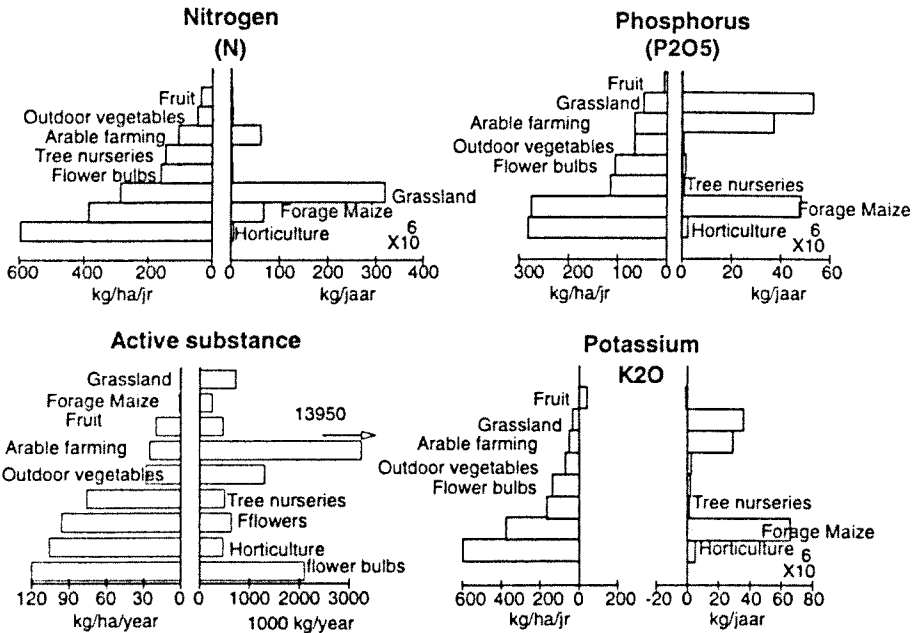 Nitrogen
(N)
Fruit
Outdoor vegetables
Arable farming
Tree nurseries
Flower bulbs
Grassland
Forage Maize
Horticulture
6
X10
600 400 200 0 0 100 200 300 400
kg/ha/jr kg/jaar
Phosphorus
(P2O5)
Fruit
Grassland
Arable farming
Outdoor vegetables
Flower bulbs
Tree nurseries
Forage Maize
Horticulture
6
X10
300 200 100 0 0 20 40 60
kg/ha/jr kg/jaar
Active substance
Grassland
Forage Maize
Fruit
13950
Arable farming
Outdoor vegetables
Tree nurseries
Fflowers
Horticulture
flower bulbs
120 90 60 30 0 0 1000 2000 3000
kg/ha/year 1000 kg/year
Potassium
K2O
Fruit
Grassland
Arable farming
Outdoor vegetables
Flower bulbs
Tree nurseries
Forage Maize
Horticulture
6
X10
600 400 200 0 200 -20 0 20 40 60 80
kg/ha/jr kg/jaar